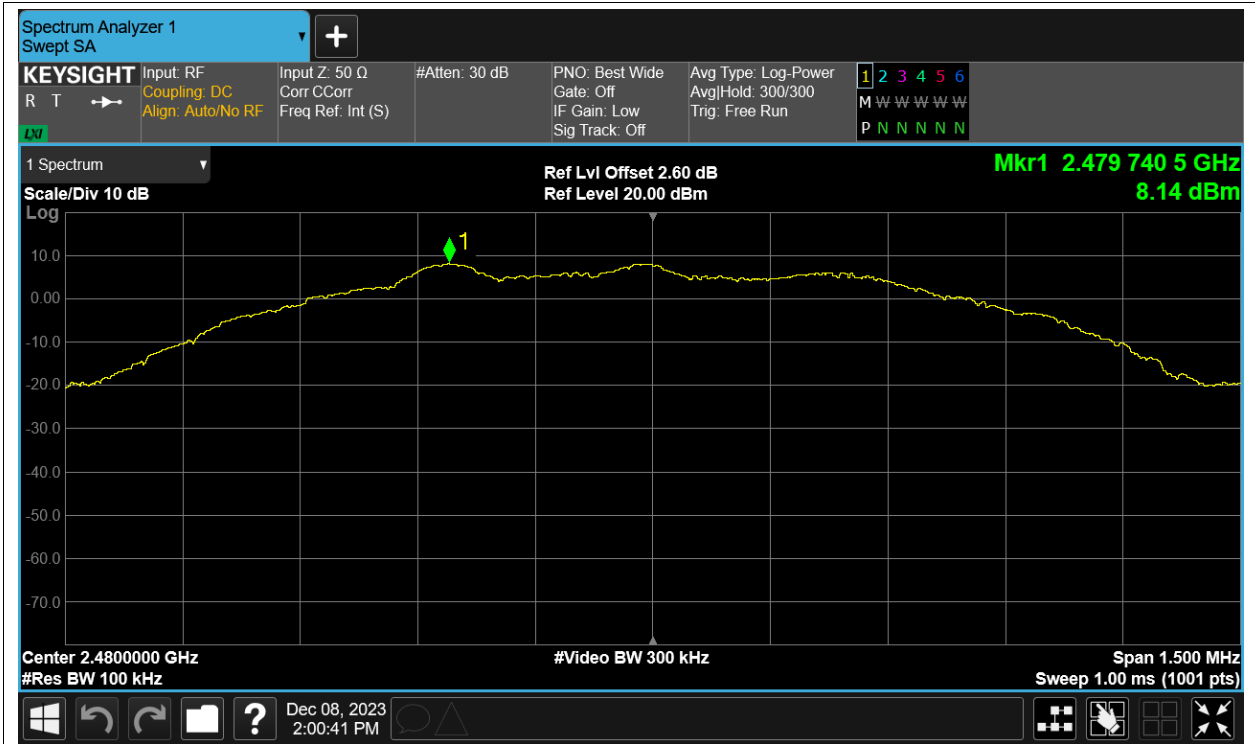 Spectrum Analyzer 1
Swept SA
KEYSIGHT
R T
LXI
Input: RF
Coupling: DC
Align: Auto/No RF
Input Z: 50 Ω
Corr CCorr
Freq Ref: Int (S)
#Atten: 30 dB
PNO: Best Wide
Gate: Off
IF Gain: Low
Sig Track: Off
Avg Type: Log-Power
Avg|Hold: 300/300
Trig: Free Run
1 2 3 4 5 6
M W W W W W
P N N N N N
1 Spectrum
Scale/Div 10 dB
Log
Ref Lvl Offset 2.60 dB
Ref Level 20.00 dBm
Mkr1 2.479 740 5 GHz
8.14 dBm
1
10.0
0.00
-10.0
-20.0
-30.0
-40.0
-50.0
-60.0
-70.0
Center 2.4800000 GHz
#Res BW 100 kHz
#Video BW 300 kHz
Span 1.500 MHz
Sweep 1.00 ms (1001 pts)
?
Dec 08, 2023
2:00:41 PM